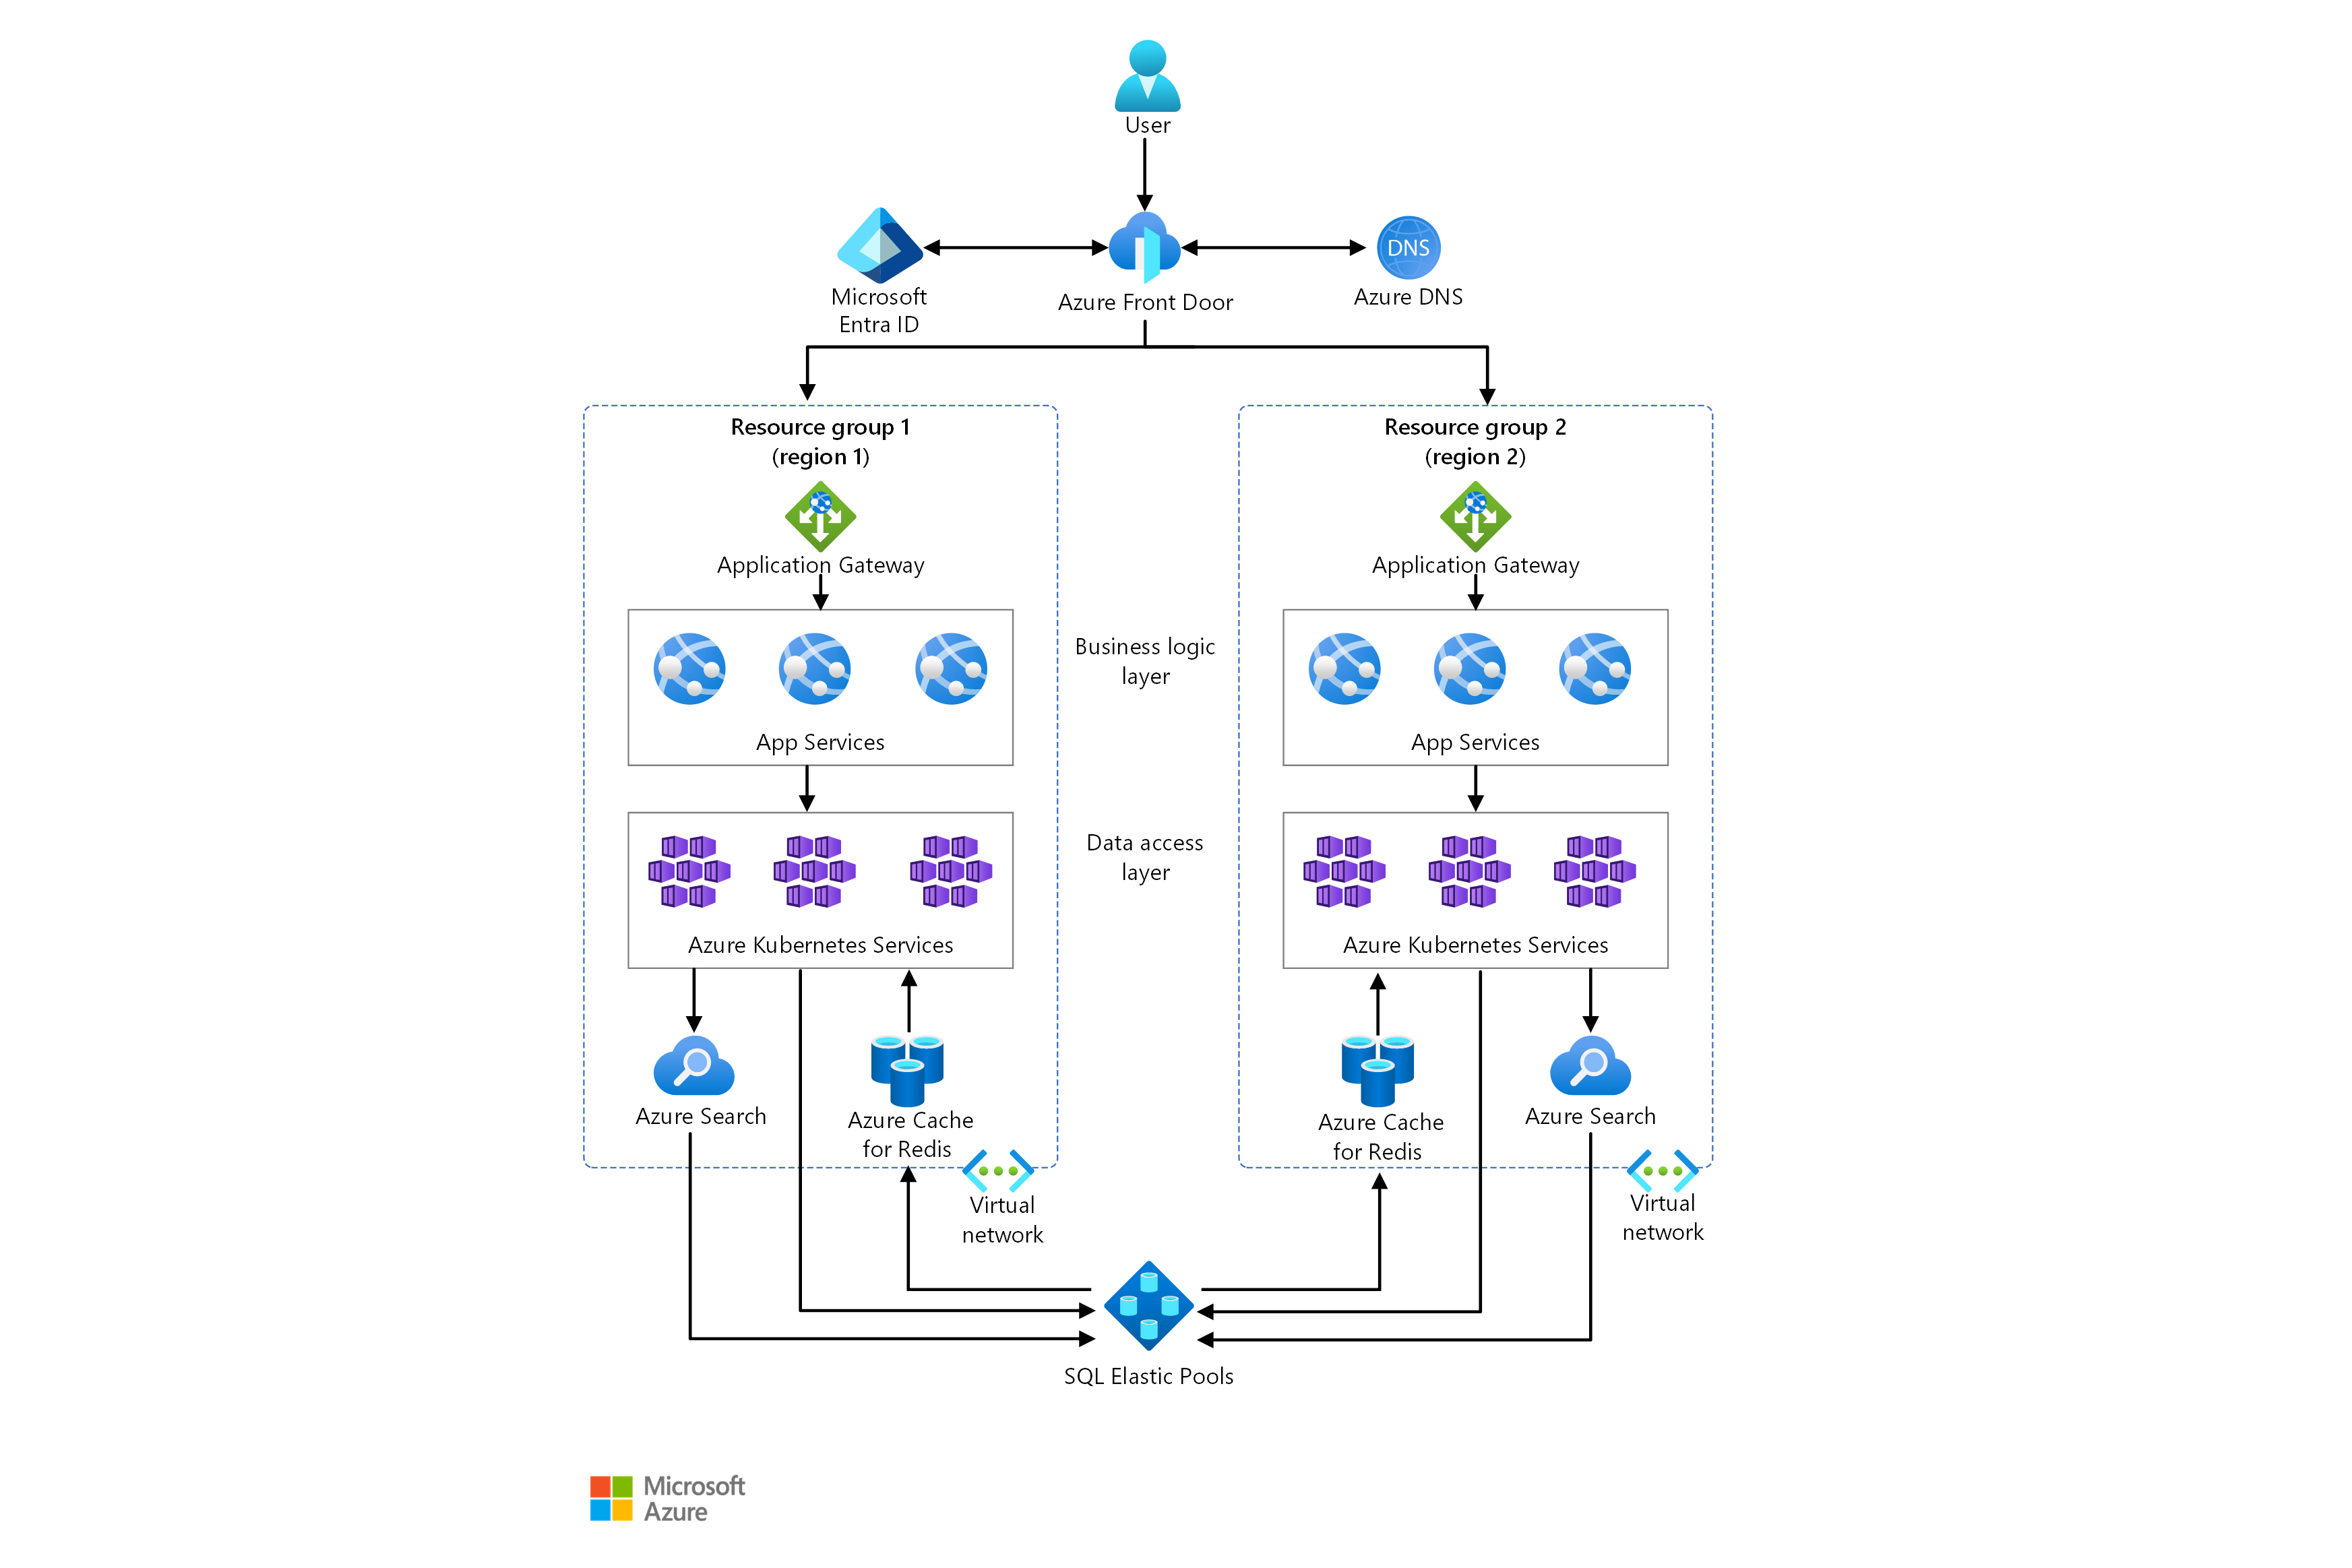 User
DNS
Microsoft
Entra ID
Azure Front Door
Azure DNS
Resource group 1
(region 1)
Application Gateway
App Services
Azure Kubernetes Services
Azure Search
Azure Cache
for Redis
Virtual
network
Business logic
layer
Data access
layer
Resource group 2
(region 2)
Application Gateway
App Services
Azure Kubernetes Services
Azure Cache
for Redis
Azure Search
Virtual
network
SQL Elastic Pools
Microsoft
Azure